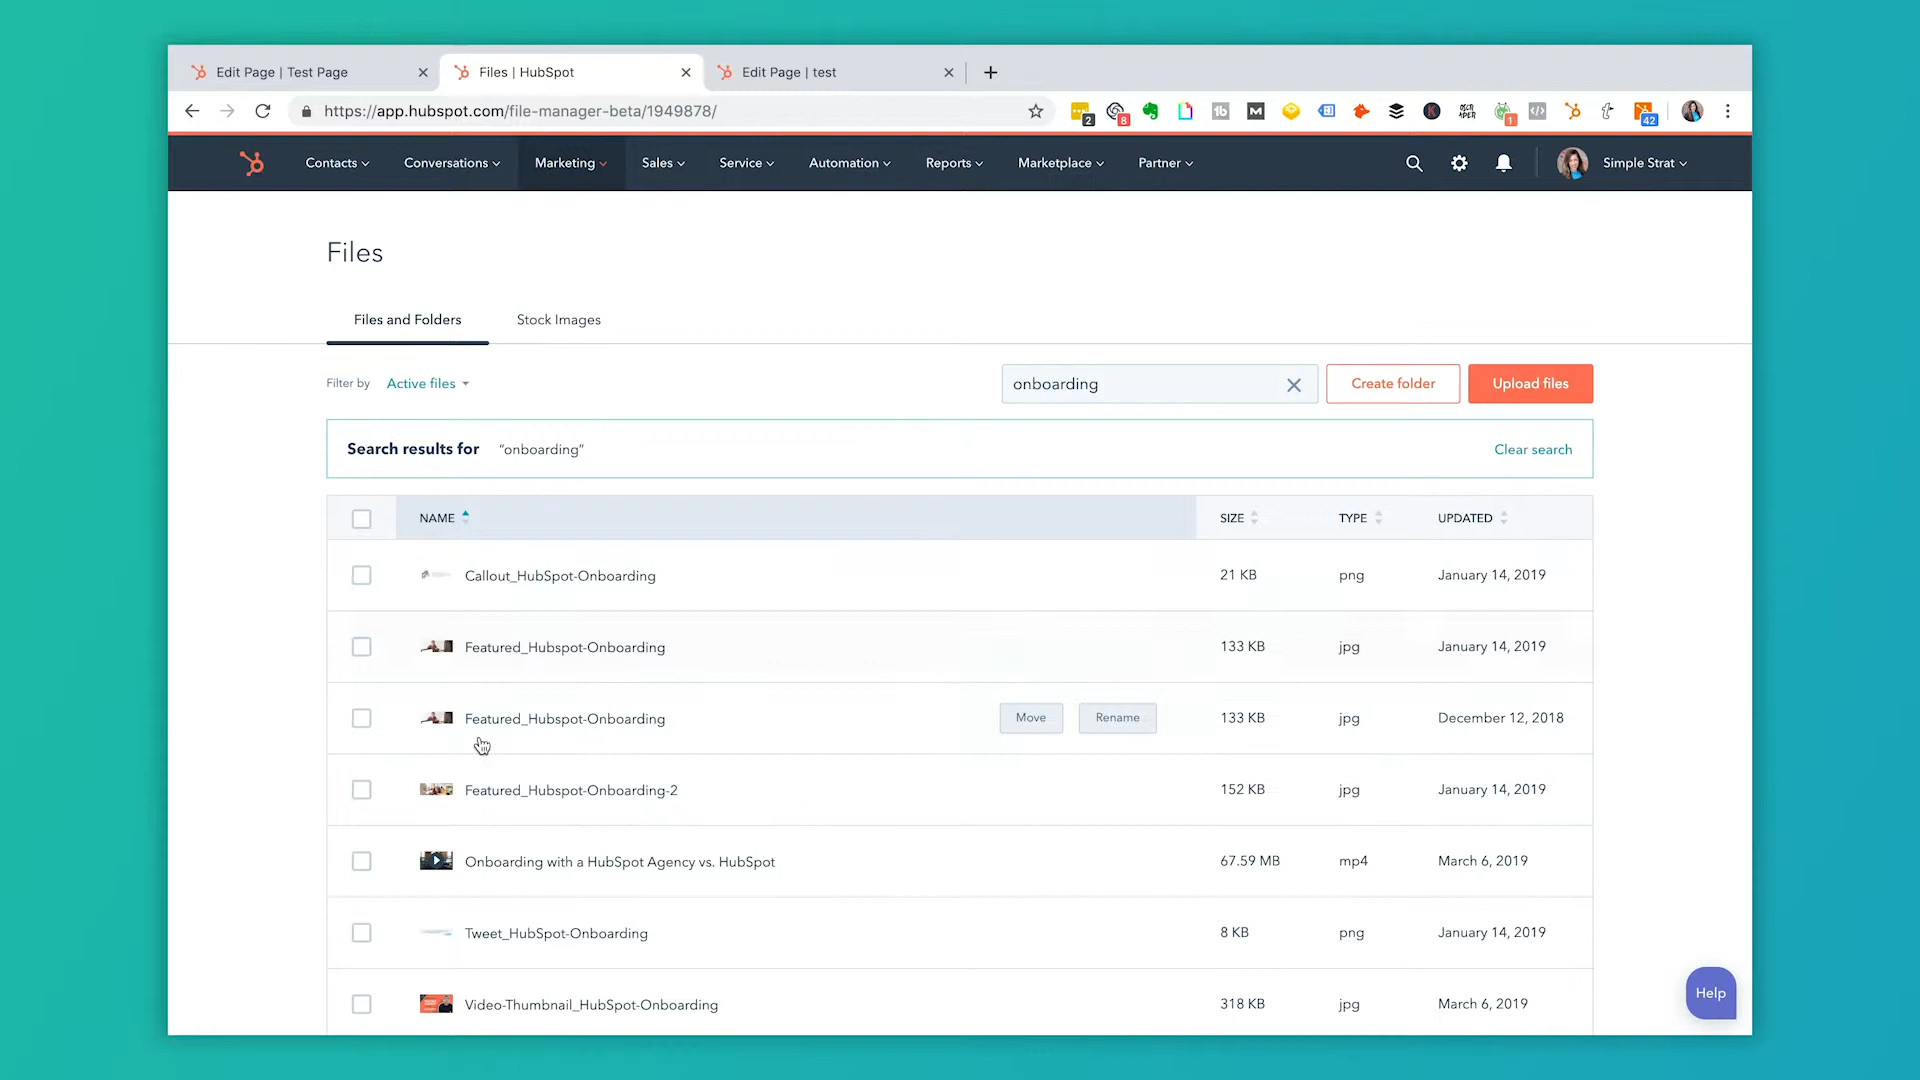 Edit Page | Test Page
Files | HubSpot
Edit Page | test
https://app.hubspot.com/file-manager-beta/1949878/
2
8
1
42
Contacts
Conversations
Marketing
Sales
Service
Automation
Reports
Marketplace
Partner
Simple Strat
Files
Files and Folders
Stock Images
Filter by Active files
onboarding
Create folder
Upload files
Search results for “onboarding”
Clear search
NAME SIZE TYPE UPDATED
Callout_HubSpot-Onboarding 21 KB png January 14, 2019
Featured_Hubspot-Onboarding 133 KB jpg January 14, 2019
Featured_Hubspot-Onboarding Move Rename 133 KB jpg December 12, 2018
Featured_Hubspot-Onboarding-2 152 KB jpg January 14, 2019
Onboarding with a HubSpot Agency vs. HubSpot 67.59 MB mp4 March 6, 2019
Tweet_HubSpot-Onboarding 8 KB png January 14, 2019
Video-Thumbnail_HubSpot-Onboarding 318 KB jpg March 6, 2019
Help